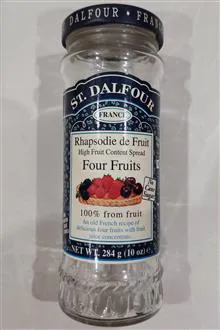 DALFOUR • FRANC
ST. DALFOUR
FRANCE
Rhapsodie de Fruit
High Fruit Content Spread
Four Fruits
100% from fruit
An old French recipe of
delicious four fruits with fruit
juice concentrate.
NET WT. 284 g (10 oz)